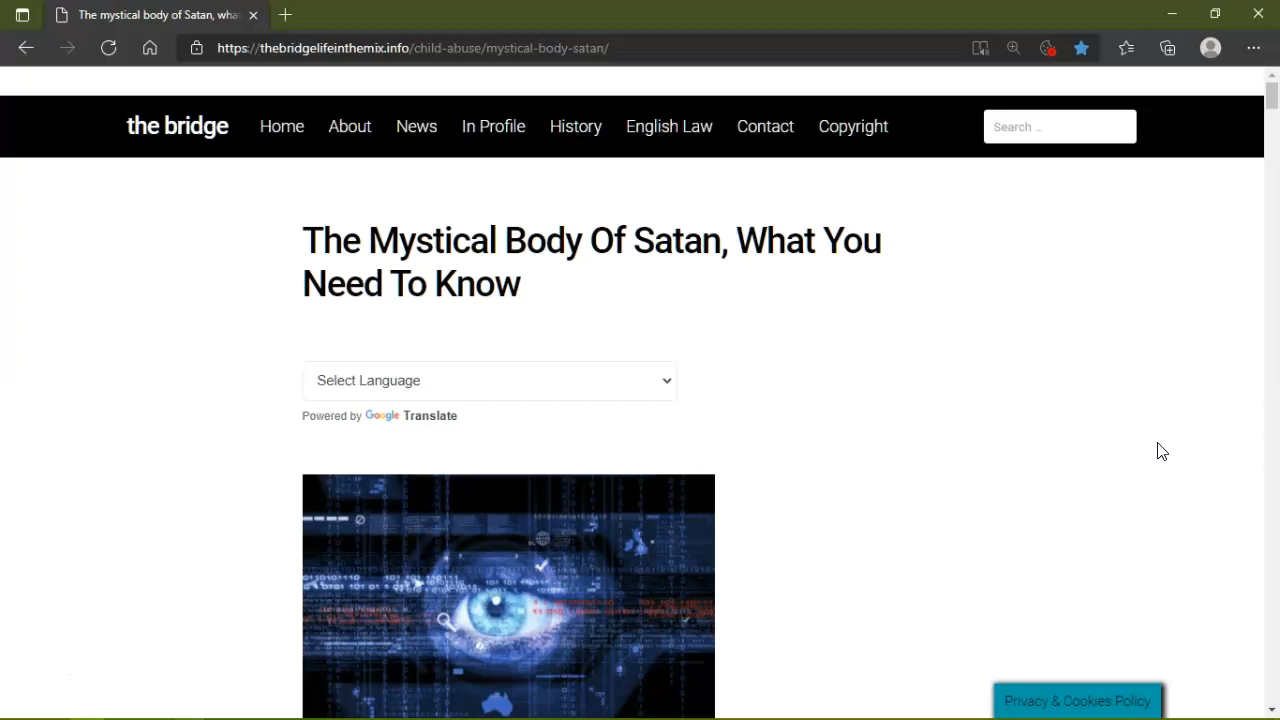 The mystical body of Satan, wha
https://thebridgelifeinthemix.info/child-abuse/mystical-body-satan/
the bridge Home About News In Profile History English Law Contact Copyright Search ...
The Mystical Body Of Satan, What You
Need To Know
Select Language
Powered by Google Translate
Privacy & Cookies Policy